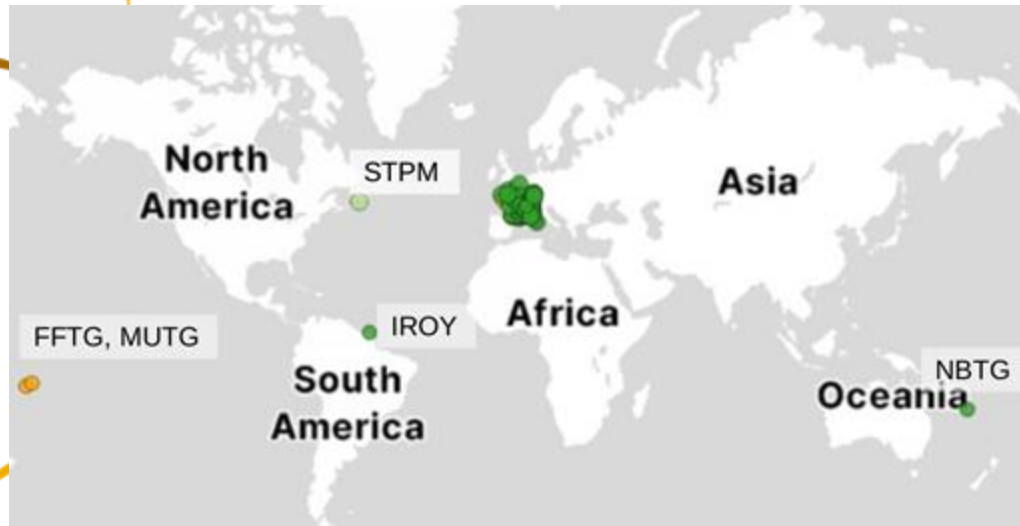 North
America
STPM
Asia
Africa
IROY
FFTG, MUTG
South
America
NBTG
Oceania